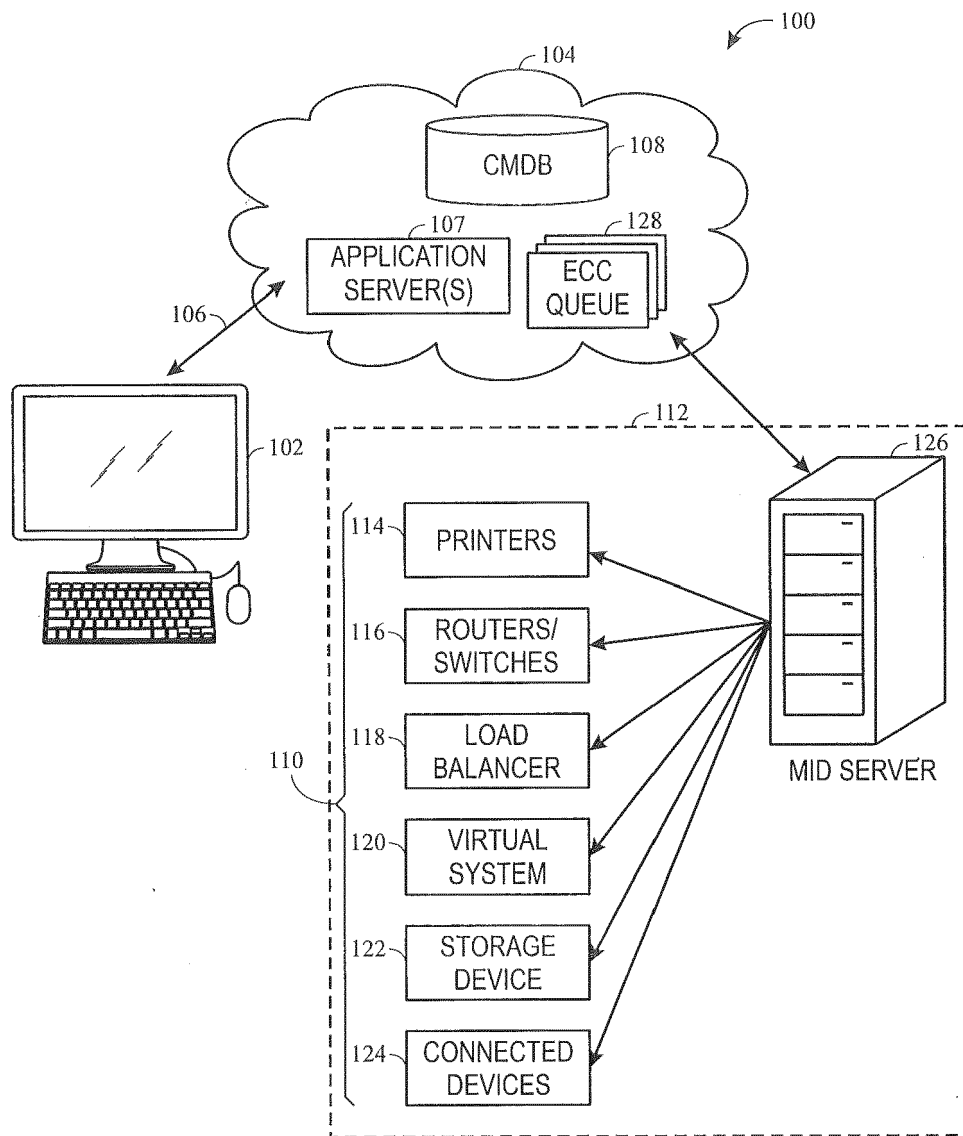 100
104
CMDB
108
107
128
APPLICATION
SERVER(S)
ECC
QUEUE
106
102
112
126
114
PRINTERS
116
ROUTERS/
SWITCHES
118
LOAD
BALANCER
MID SERVER
110
120
VIRTUAL
SYSTEM
122
STORAGE
DEVICE
124
CONNECTED
DEVICES